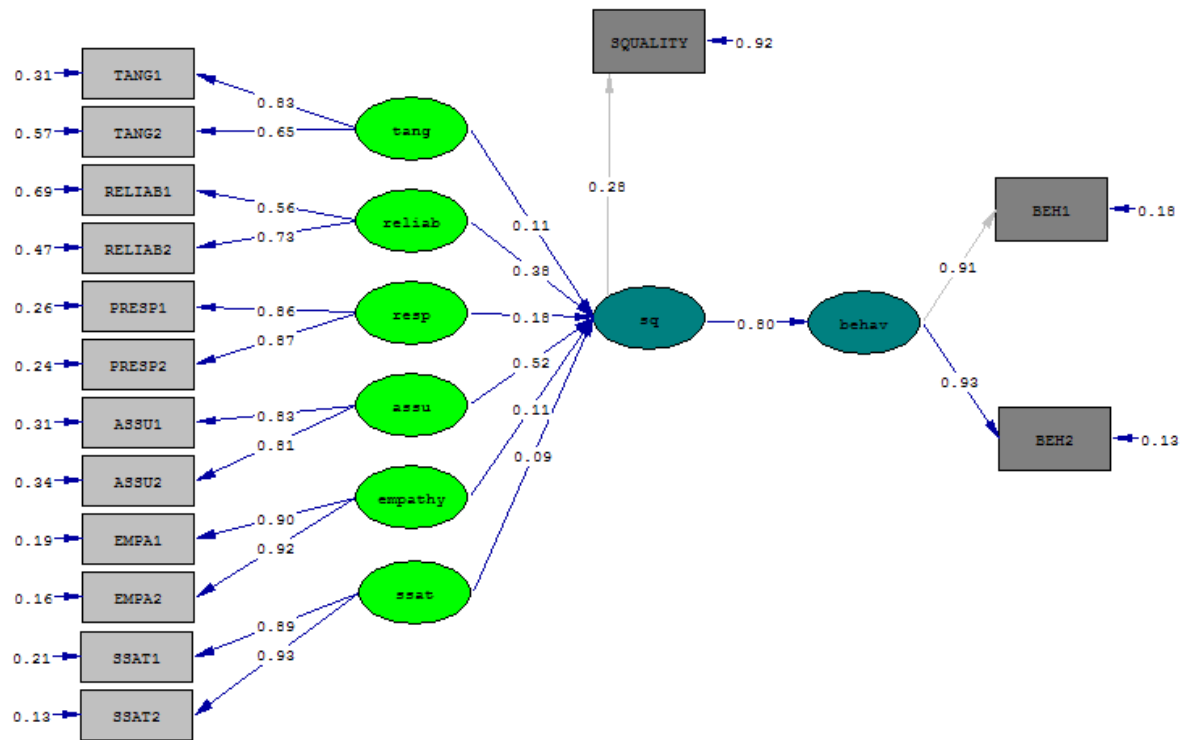 SQUALITY 0.92
0.31 TANG1
0.83
0.57 TANG2
0.65
tang
0.69 RELIAB1
0.56
0.28
BEH1 0.18
0.47 RELIAB2
0.73
reliab
0.11
0.91
0.38
0.26 PRESP1
0.86
resp
0.18
sq
0.80
behav
0.87
0.24 PRESP2
0.52
0.93
0.31 ASSU1
0.83
assu
0.11
0.81
BEH2 0.13
0.09
0.34 ASSU2
empathy
0.90
0.19 EMPA1
0.92
0.16 EMPA2
ssat
0.89
0.21 SSAT1
0.93
0.13 SSAT2